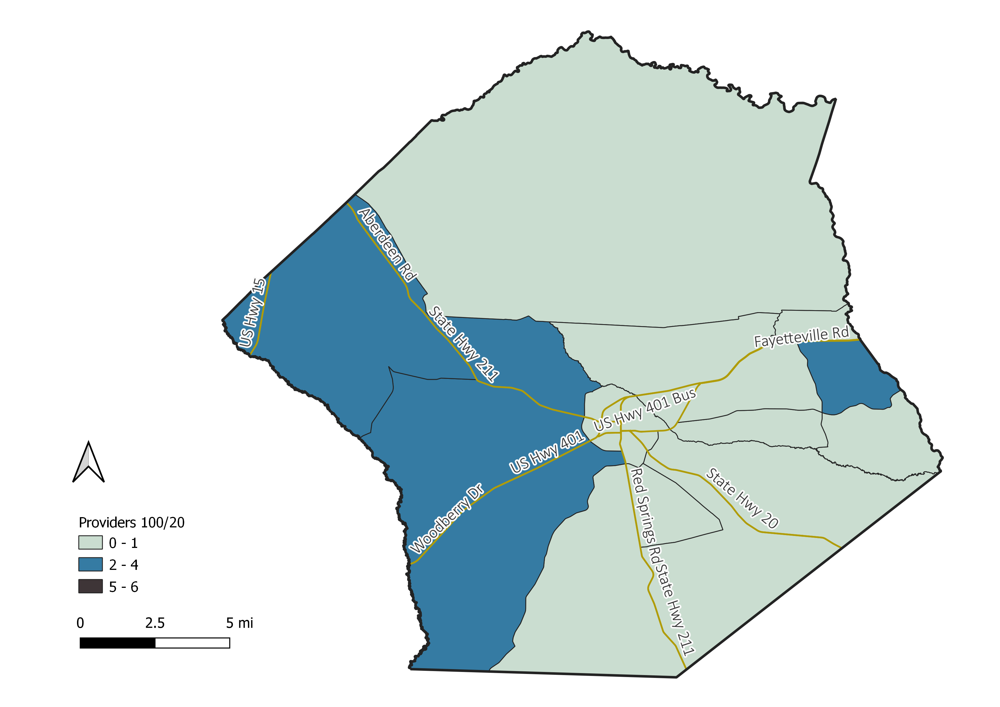 Aberdeen Rd
US Hwy 15
State Hwy 211
Fayetteville Rd
US Hwy 401 Bus
US Hwy 401
Woodberry Dr
Red Springs Rd
State Hwy 20
State Hwy 211
Providers 100/20
0 - 1
2 - 4
5 - 6
0 2.5 5 mi